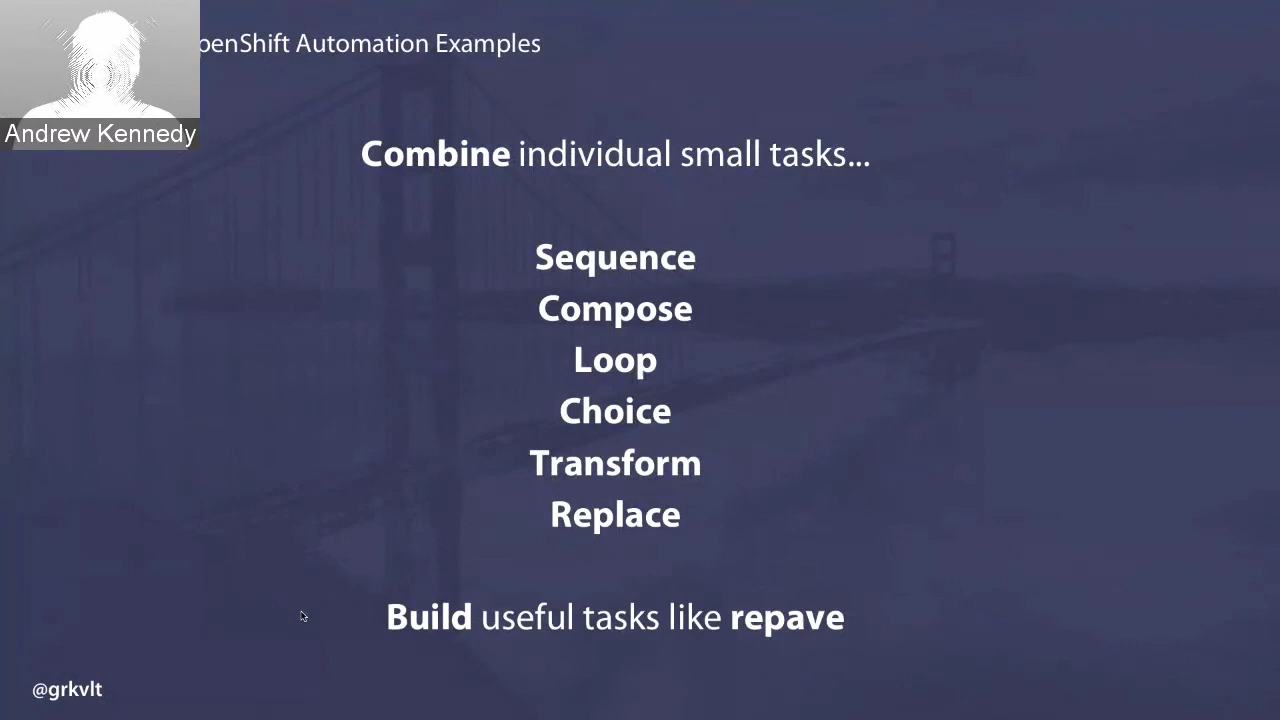 penShift Automation Examples
Andrew Kennedy
Combine individual small tasks...
Sequence
Compose
Loop
Choice
Transform
Replace
Build useful tasks like repave
@grkvlt